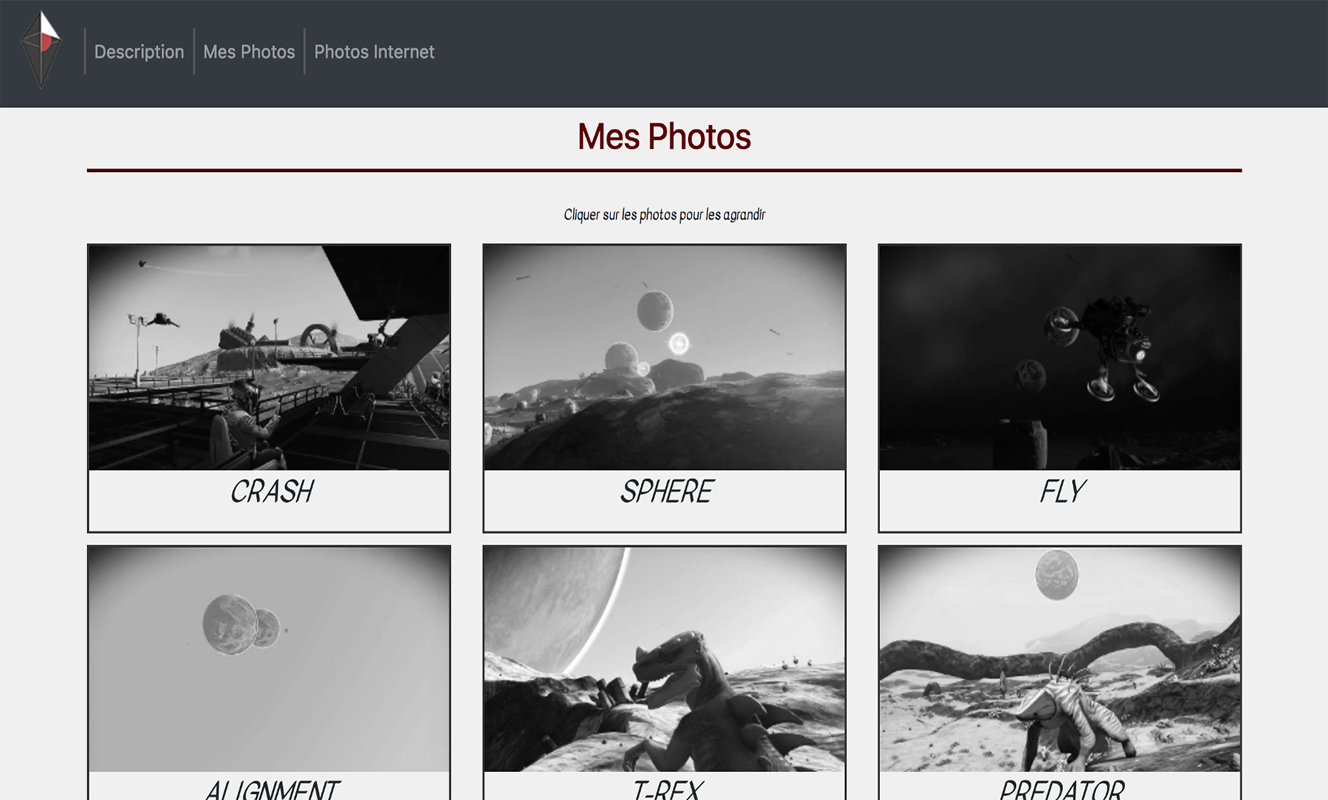 Description
Mes Photos
Photos Internet
Mes Photos
Cliquer sur les photos pour les agrandir
CRASH
SPHERE
FLY
ALIGNMENT
T-REX
PREDATOR